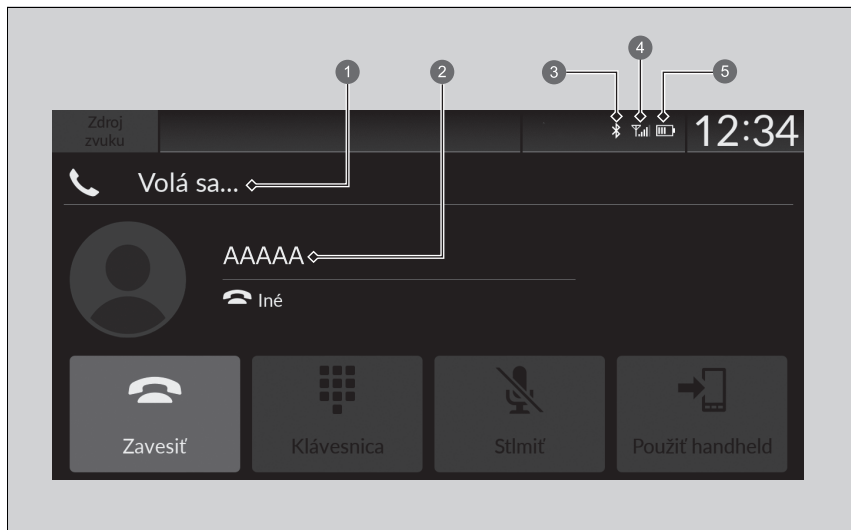 1
2
3
4
5
Zdroj
zvuku
12:34
Volá sa...
AAAAA
Iné
Zavesiť
Klávesnica
Stlmiť
Použiť handheld